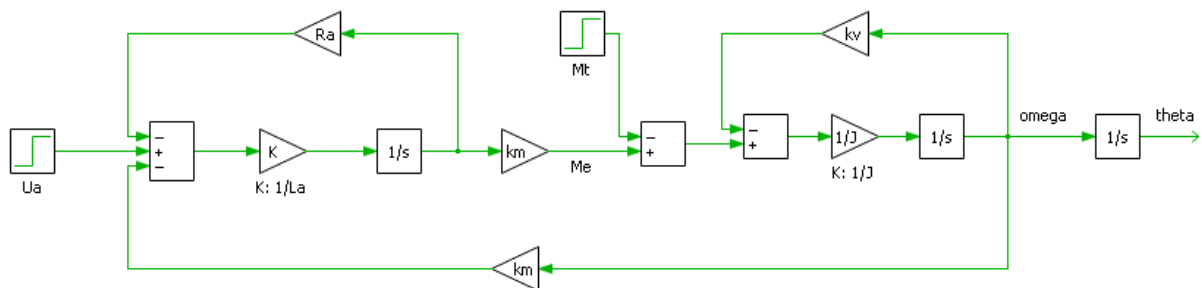 Ra
Mt
kv
omega
theta
−
+
−
Ua
K
K: 1/La
1/s
km
Me
−
+
−
+
1/J
K: 1/J
1/s
1/s
km